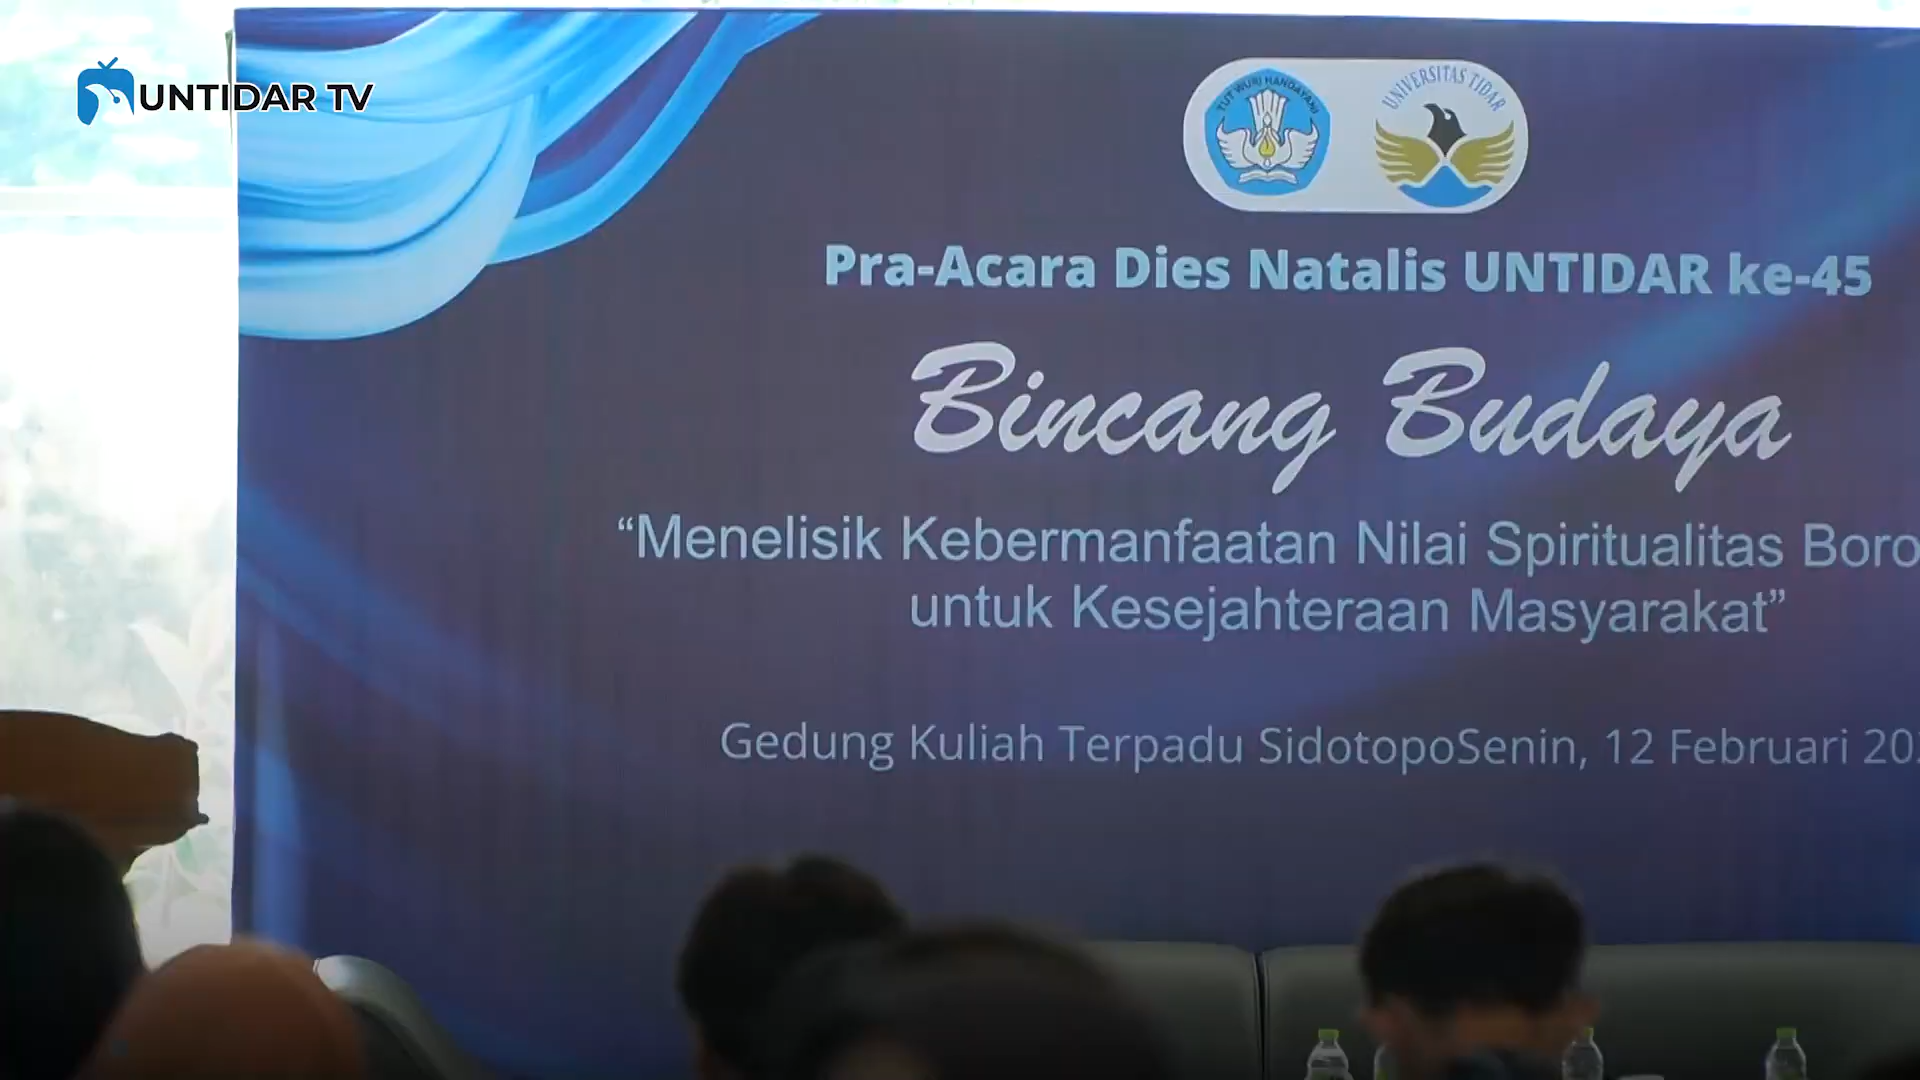 UNTIDAR TV
TUT WURI HANDAYANI
UNIVERSITAS TIDAR
Pra-Acara Dies Natalis UNTIDAR ke-45
Bincang Budaya
“Menelisik Kebermanfaatan Nilai Spiritualitas Boro
untuk Kesejahteraan Masyarakat”
Gedung Kuliah Terpadu SidotopoSenin, 12 Februari 20